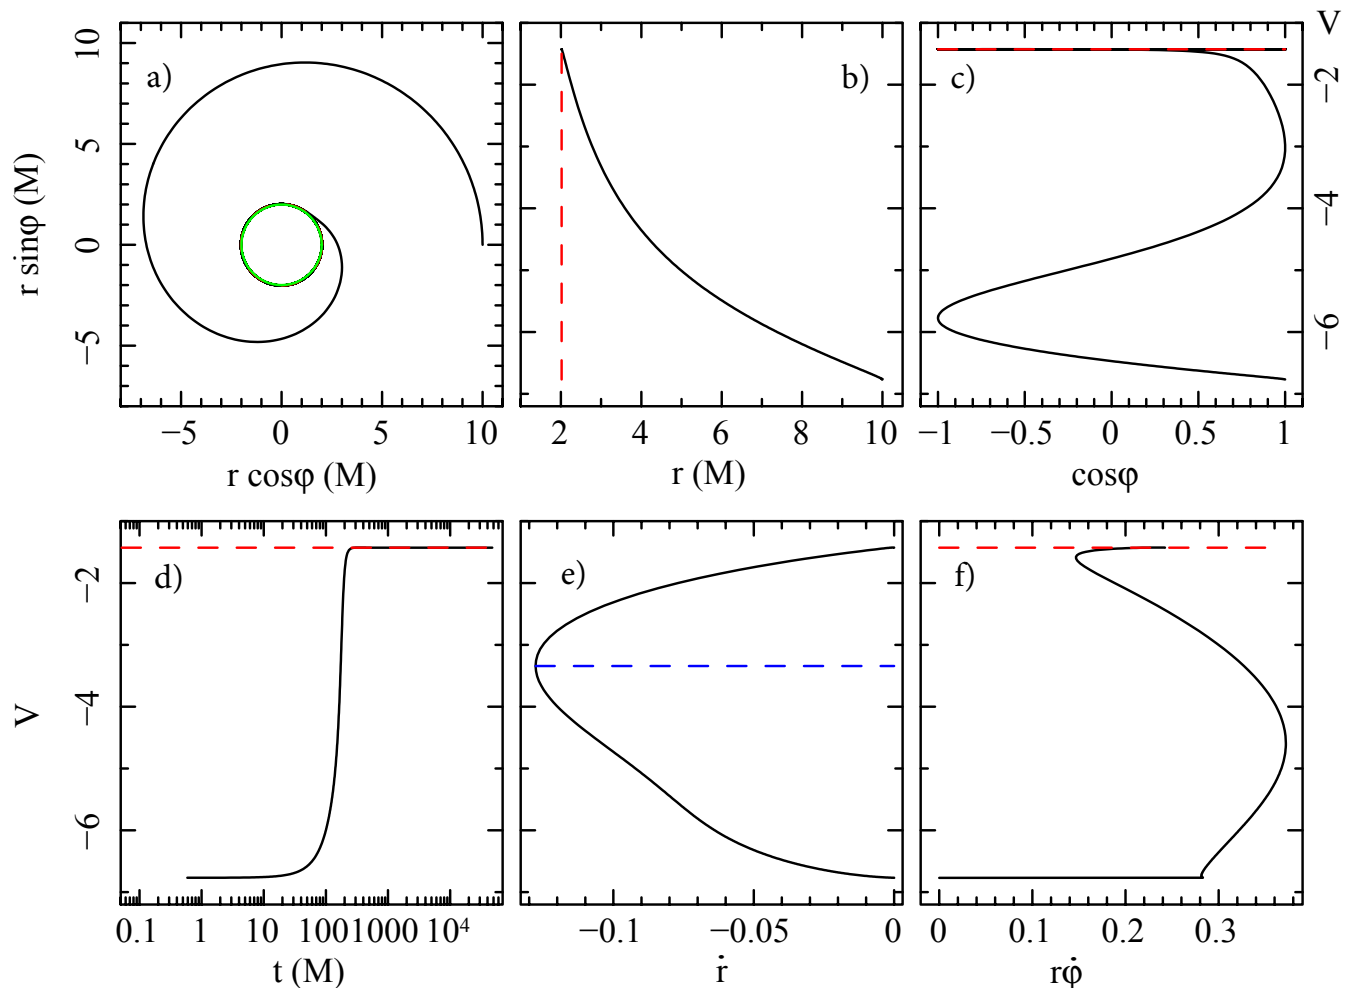 V
a)
b)
c)
10
5
0
−5
r sinφ (M)
−2
−4
−6
−5 0 5 10
2 4 6 8 10
−1 −0.5 0 0.5 1
r cosφ (M)
r (M)
cosφ
d)
e)
f)
−2
−4
−6
V
0.1 1 10 100 1000 10⁴
−0.1 −0.05 0
0 0.1 0.2 0.3
t (M)
ṙ
rφ̇